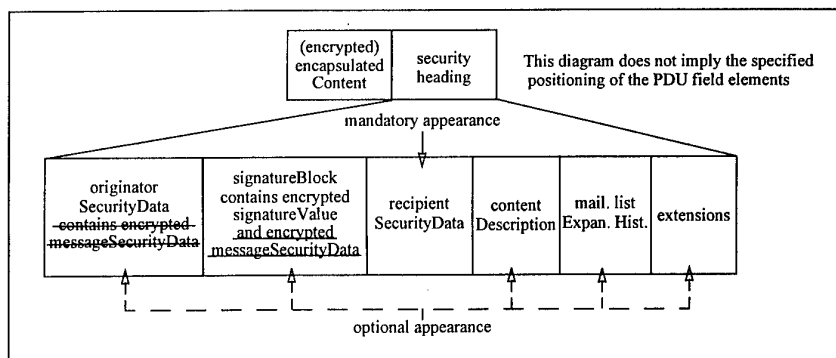 (encrypted)
encapsulated
Content
security
heading
This diagram does not imply the specified
positioning of the PDU field elements
mandatory appearance
originator
SecurityData
contains encrypted
messageSecurityData
signatureBlock
contains encrypted
signatureValue
and encrypted
messageSecurityData
recipient
SecurityData
content
Description
mail. list
Expan. Hist.
extensions
optional appearance